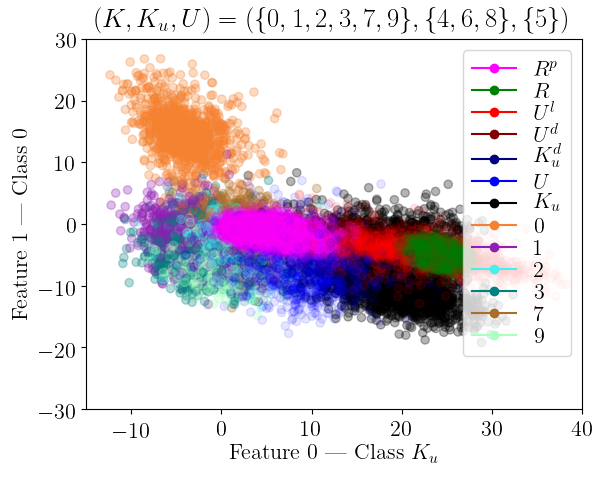 (K, K_u, U) = ({0, 1, 2, 3, 7, 9}, {4, 6, 8}, {5})
30
20
10
0
−10
−20
−30
Feature 1 — Class 0
R^p
R
U^l
U^d
K_u^d
U
K_u
0
1
2
3
7
9
−10
0
10
20
30
40
Feature 0 — Class K_u